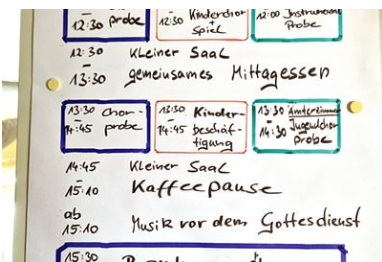 12:30 probe
12:30 Kinderchor + Spiel
12:00 Probe
12:30 Kleiner Saal
-
13:30 gemeinsames Mittagessen
13:30 Chor-
-
14:45 probe
13:30 Kinder-
-
14:45 beschäf-
tigung
13:30 Amtszimmer
-
14:30 Jugendchor
Probe
14:45 Kleiner Saal
-
15:10 Kaffeepause
ab
15:10 Musik vor dem Gottesdienst
15:30